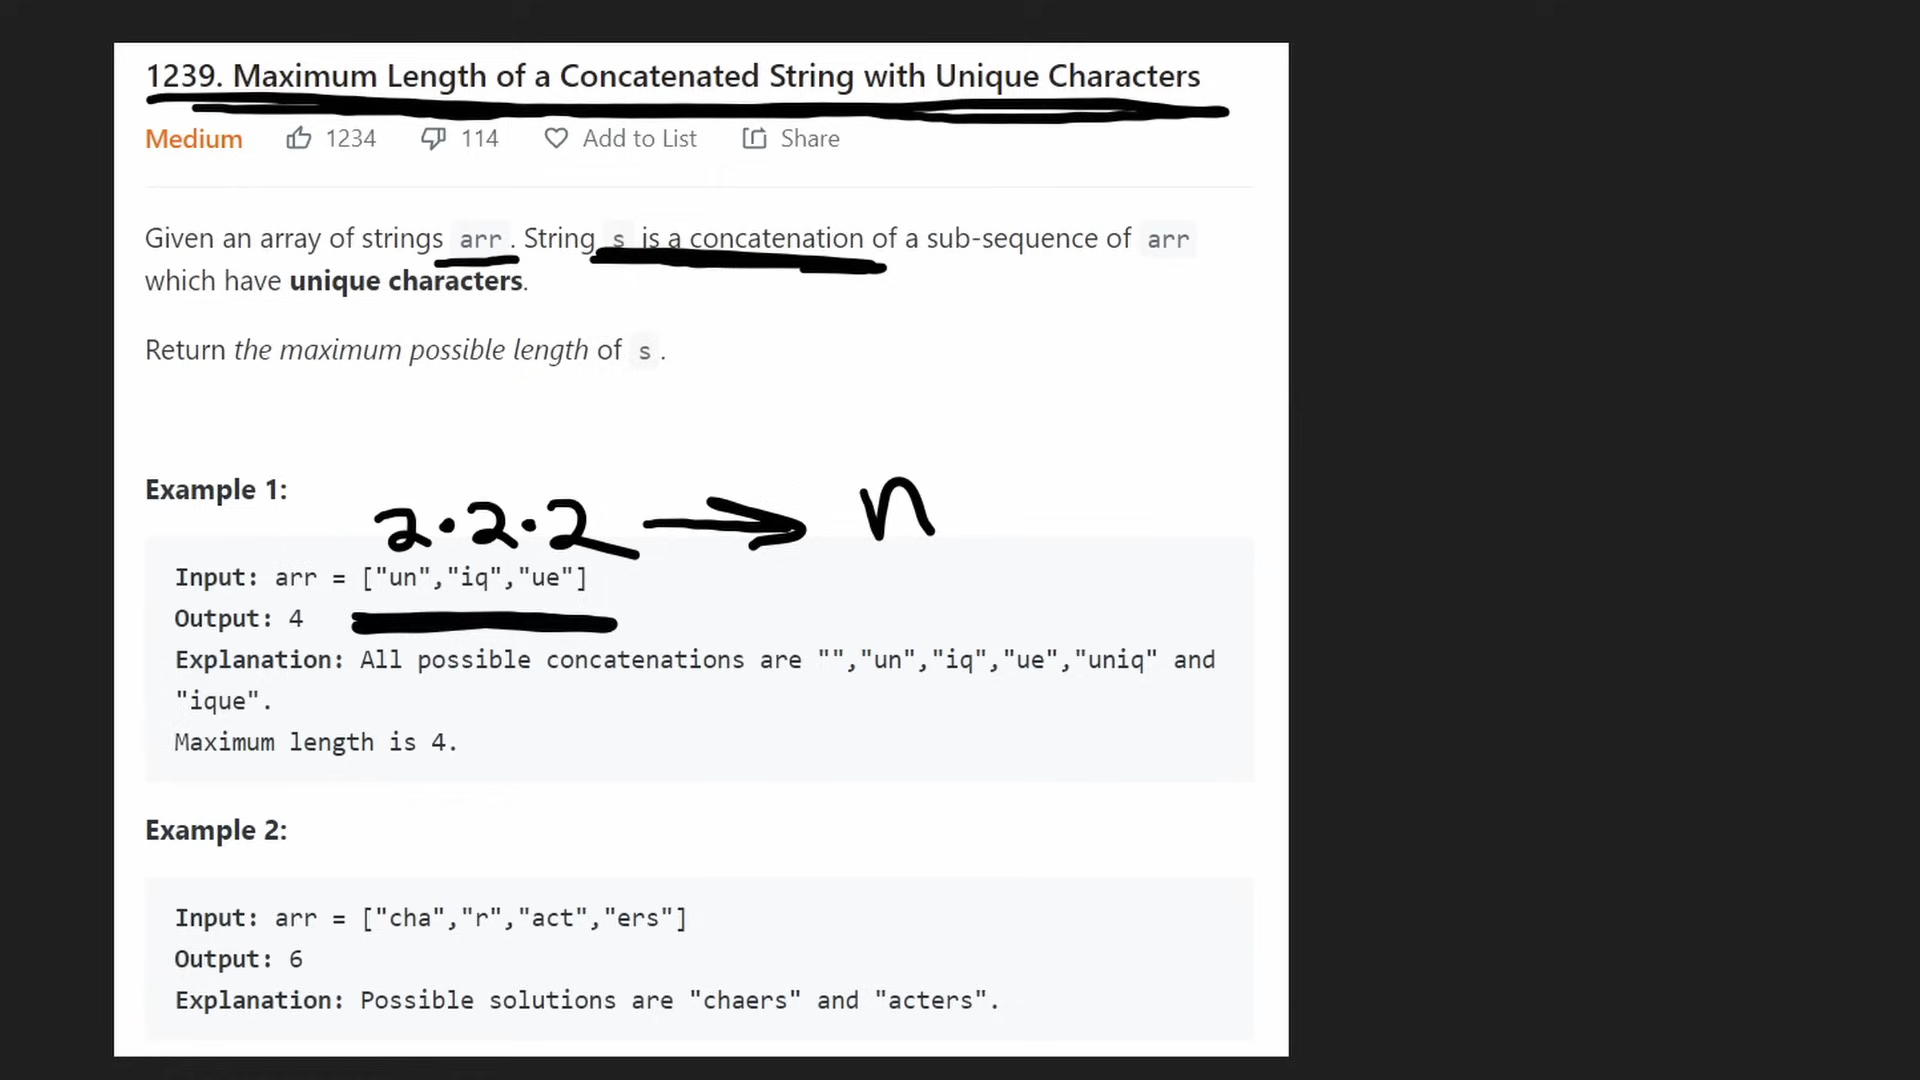 1239. Maximum Length of a Concatenated String with Unique Characters
Medium 1234 114 Add to List Share
Given an array of strings arr . String s is a concatenation of a sub-sequence of arr
which have unique characters.
Return the maximum possible length of s .
Example 1:
2·2·2 → n
Input: arr = ["un","iq","ue"]
Output: 4
Explanation: All possible concatenations are "","un","iq","ue","uniq" and
"ique".
Maximum length is 4.
Example 2:
Input: arr = ["cha","r","act","ers"]
Output: 6
Explanation: Possible solutions are "chaers" and "acters".